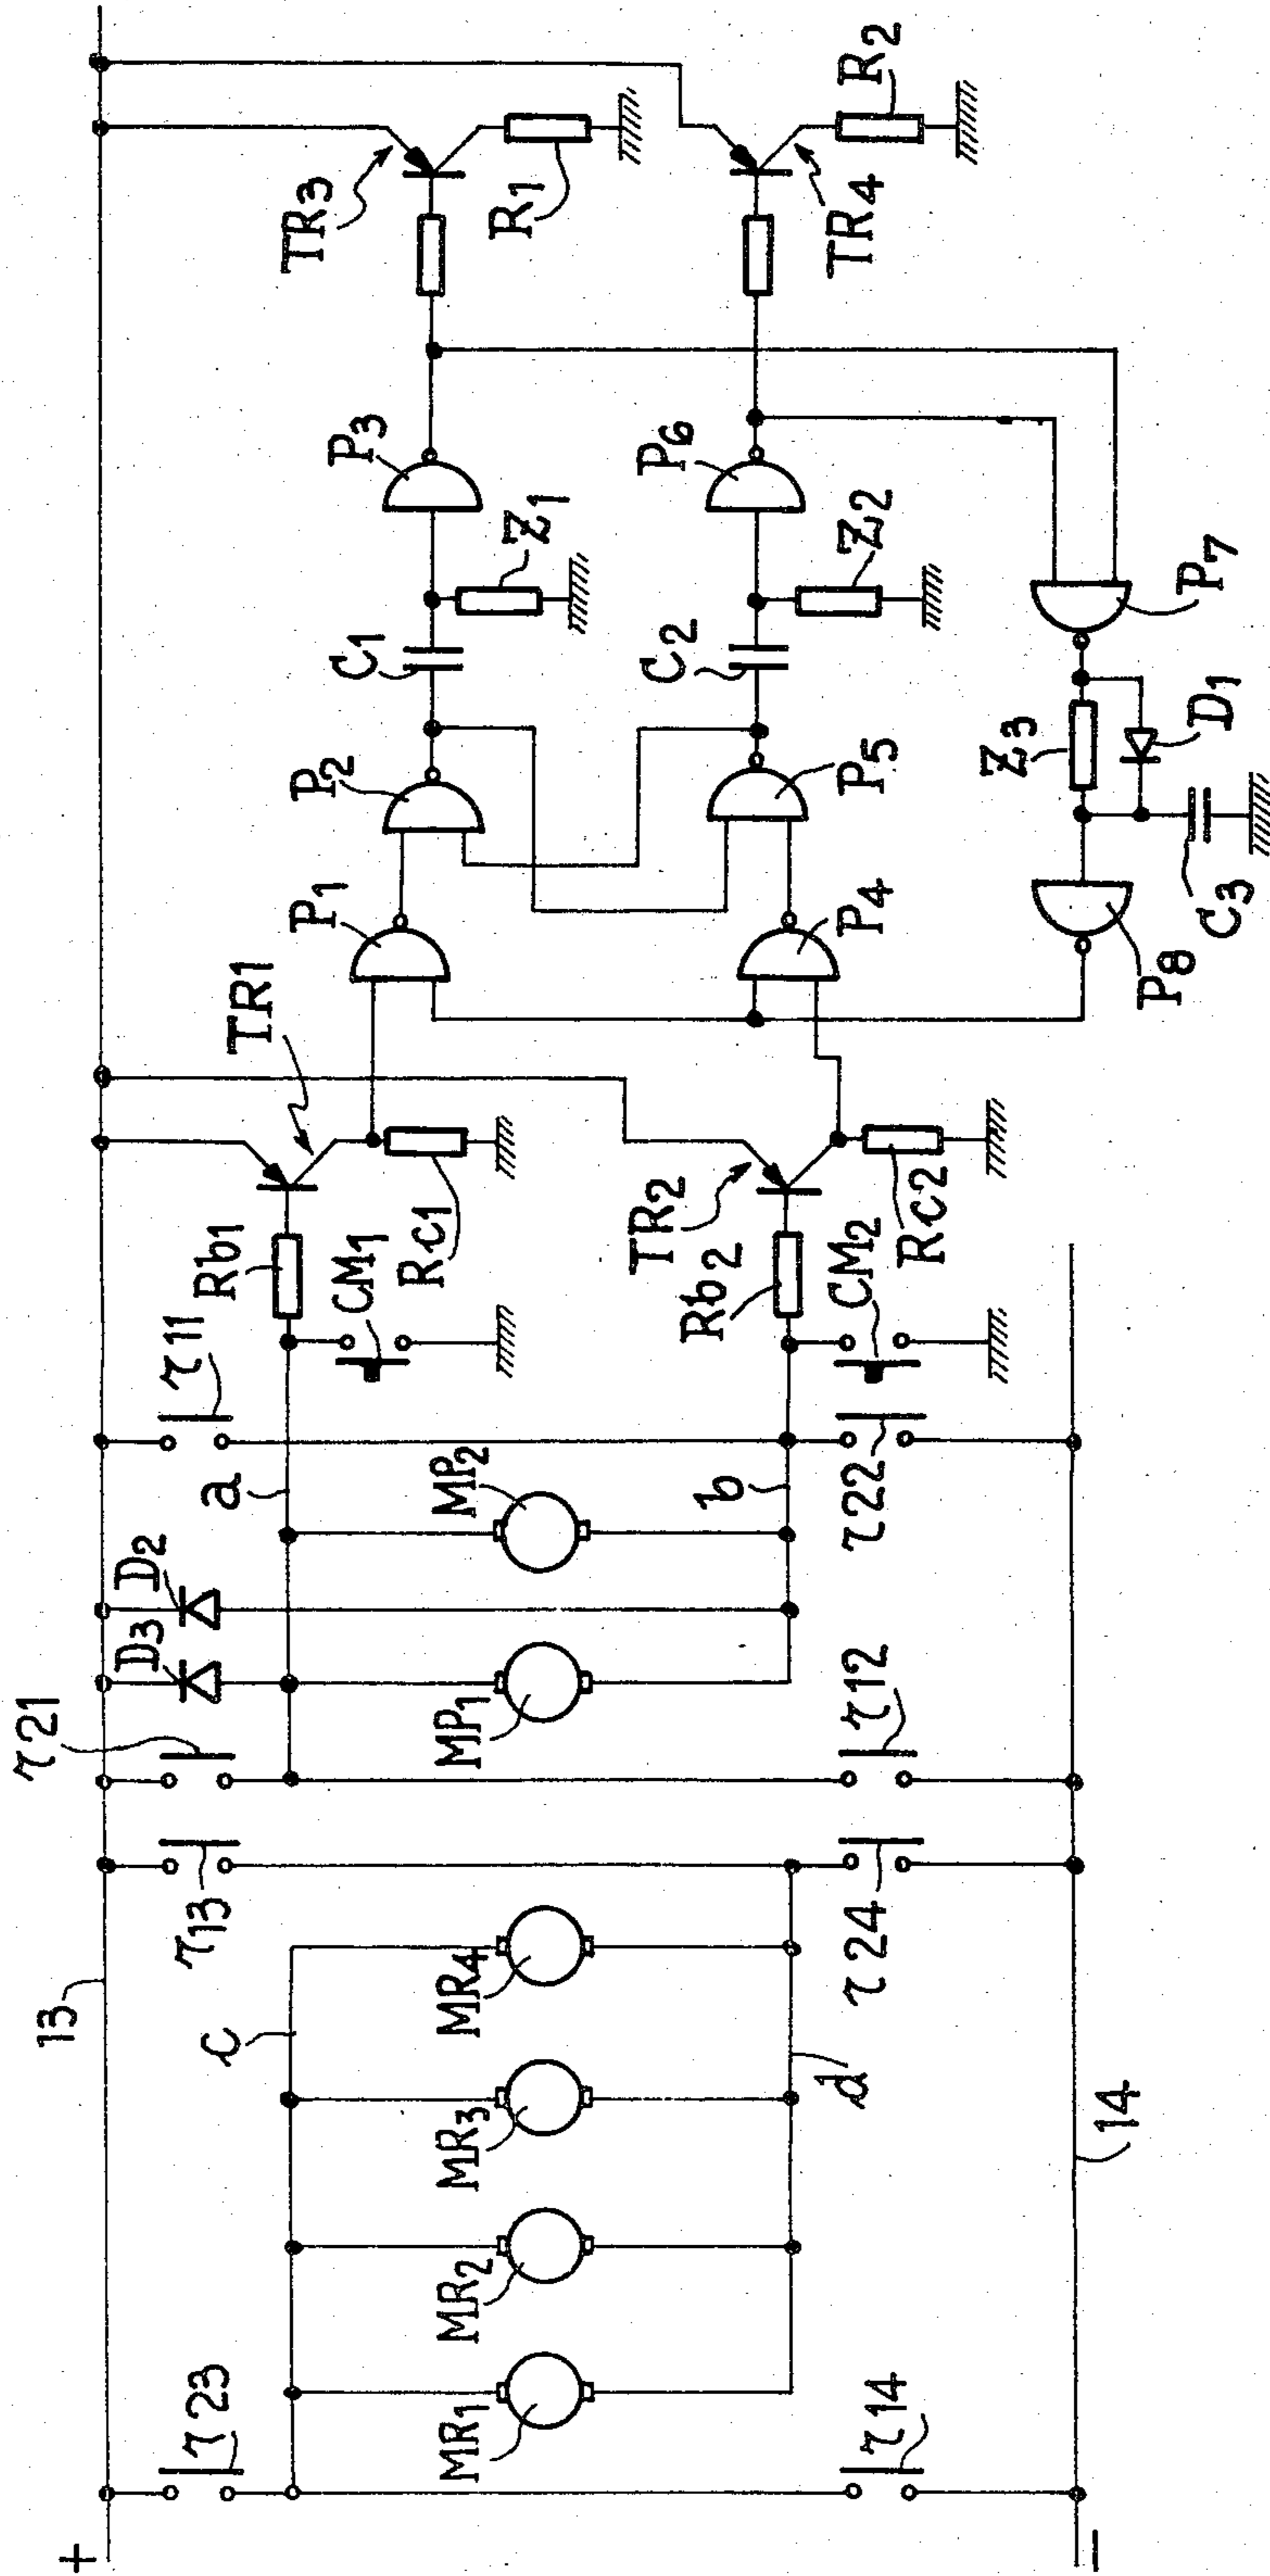 +
13
τ23
τ13
τ21
D3
D2
τ11
TR1
TR3
c
a
Rb1
CM1
Rc1
P1
P2
C1
Z1
P3
R1
MR1
MR2
MR3
MR4
MP1
MP2
d
b
TR2
Rb2
CM2
Rc2
P4
P5
C2
Z2
P6
TR4
R2
τ14
τ24
τ12
τ22
P8
C3
Z3
D1
P7
14
−